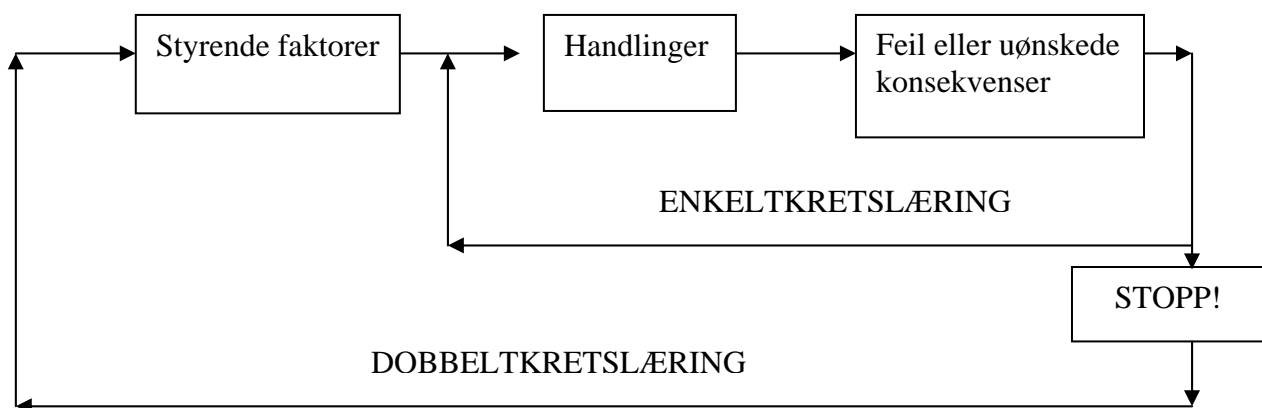 Styrende faktorer
Handlinger
Feil eller uønskede
konsekvenser
ENKELTKRETSLÆRING
STOPP!
DOBBELTKRETSLÆRING